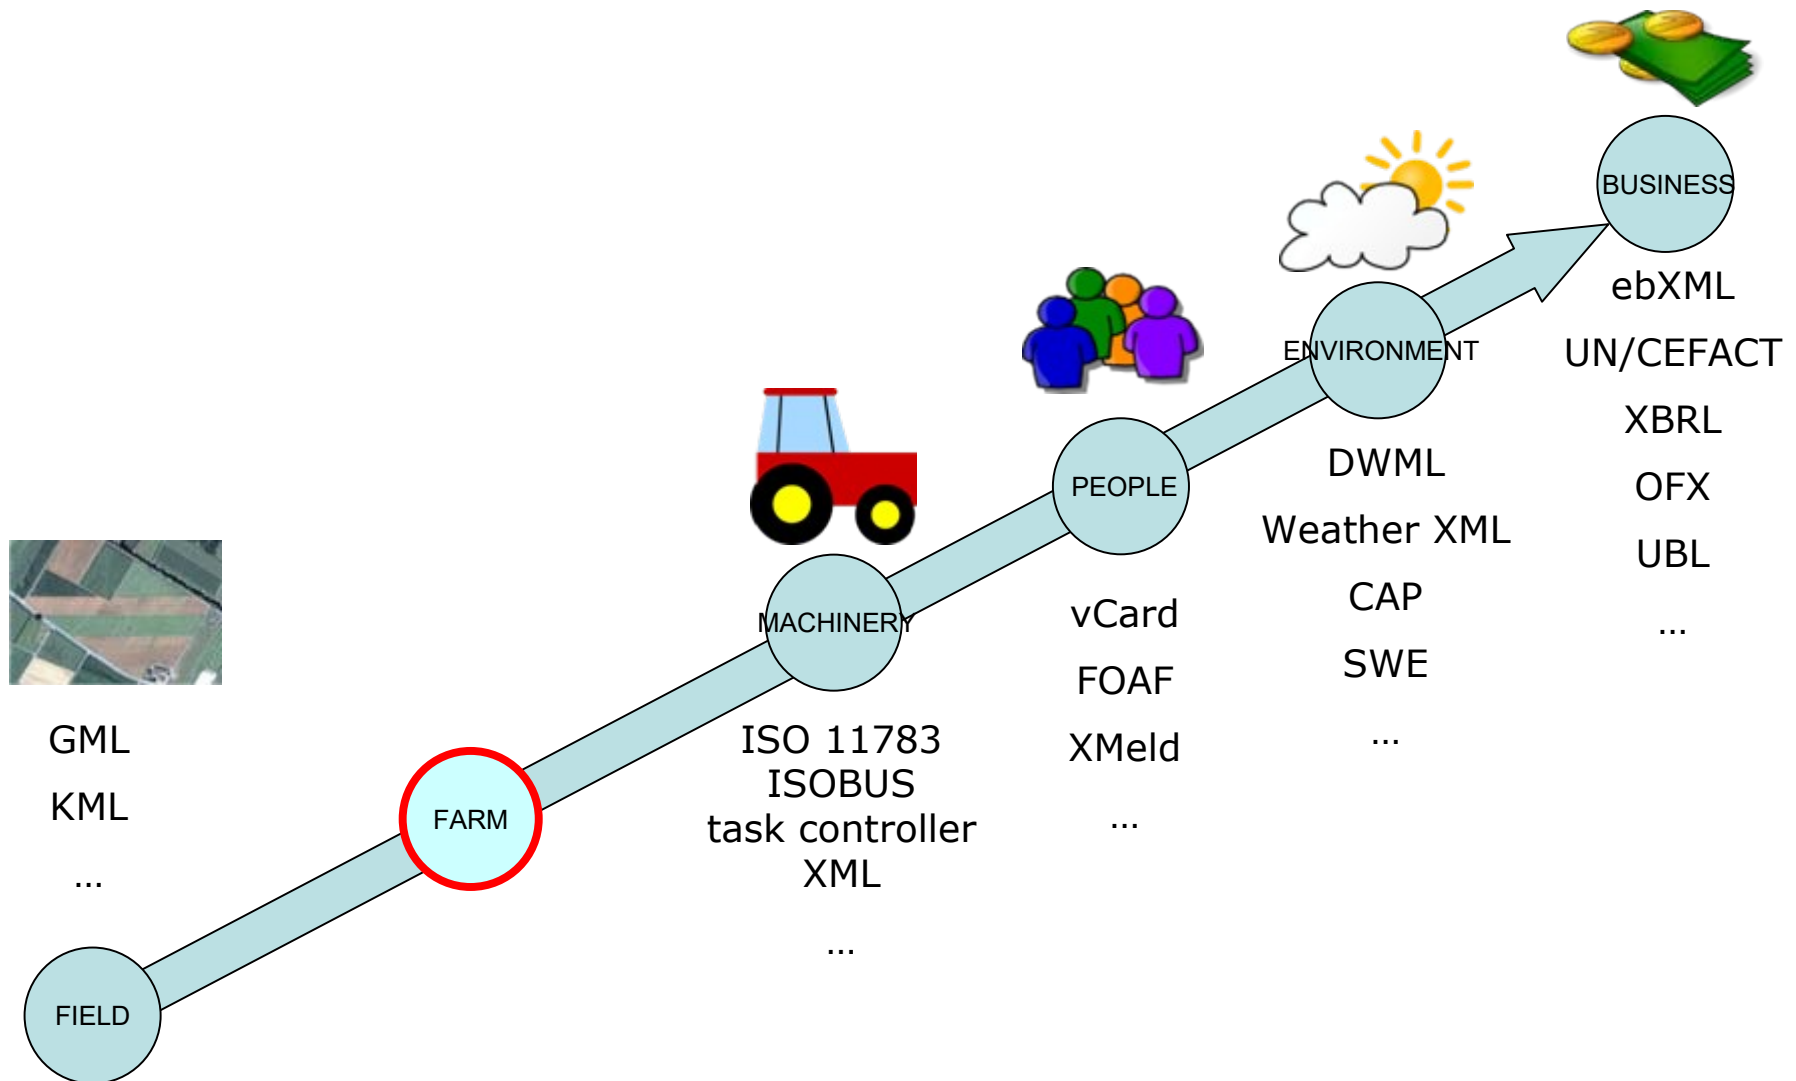 FIELD
GML
KML
...
FARM
MACHINERY
ISO 11783
ISOBUS
task controller
XML
...
PEOPLE
vCard
FOAF
XMeld
...
ENVIRONMENT
DWML
Weather XML
CAP
SWE
...
BUSINESS
ebXML
UN/CEFACT
XBRL
OFX
UBL
...